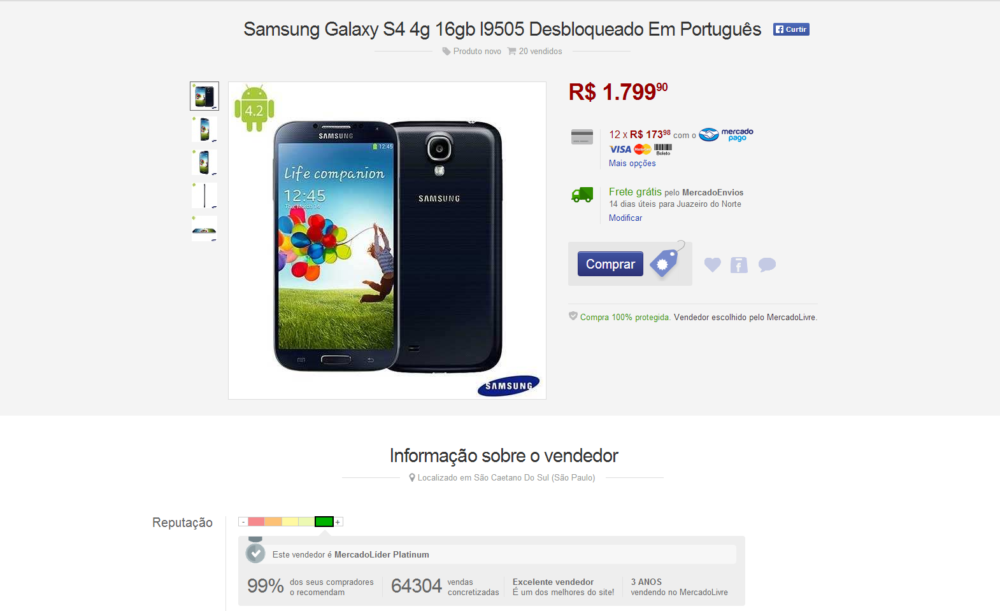 Samsung Galaxy S4 4g 16gb I9505 Desbloqueado Em Português
Curtir
Produto novo 20 vendidos
4.2
SAMSUNG
12:45
Life companion
12:45
Thu, March 14
SAMSUNG
SAMSUNG
R$ 1.79990
12 x R$ 17398 com o mercado pago
VISA MasterCard Boleto
Mais opções
Frete grátis pelo MercadoEnvios
14 dias úteis para Juazeiro do Norte
Modificar
Comprar
Compra 100% protegida. Vendedor escolhido pelo MercadoLivre.
Informação sobre o vendedor
Localizado em São Caetano Do Sul (São Paulo)
Reputação
- +
Este vendedor é MercadoLíder Platinum
99% dos seus compradores o recomendam
64304 vendas concretizadas
Excelente vendedor
É um dos melhores do site!
3 ANOS
vendendo no MercadoLivre